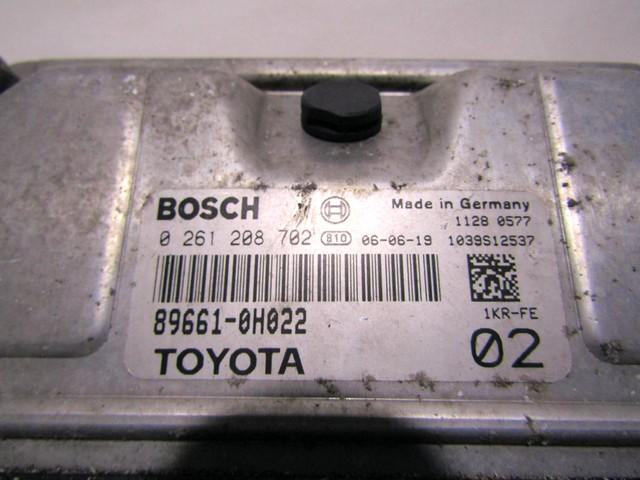 BOSCH Made in Germany
1128 0577
0 261 208 702 810 06-06-19 1039S12537
89661-0H022 1KR-FE
TOYOTA 02